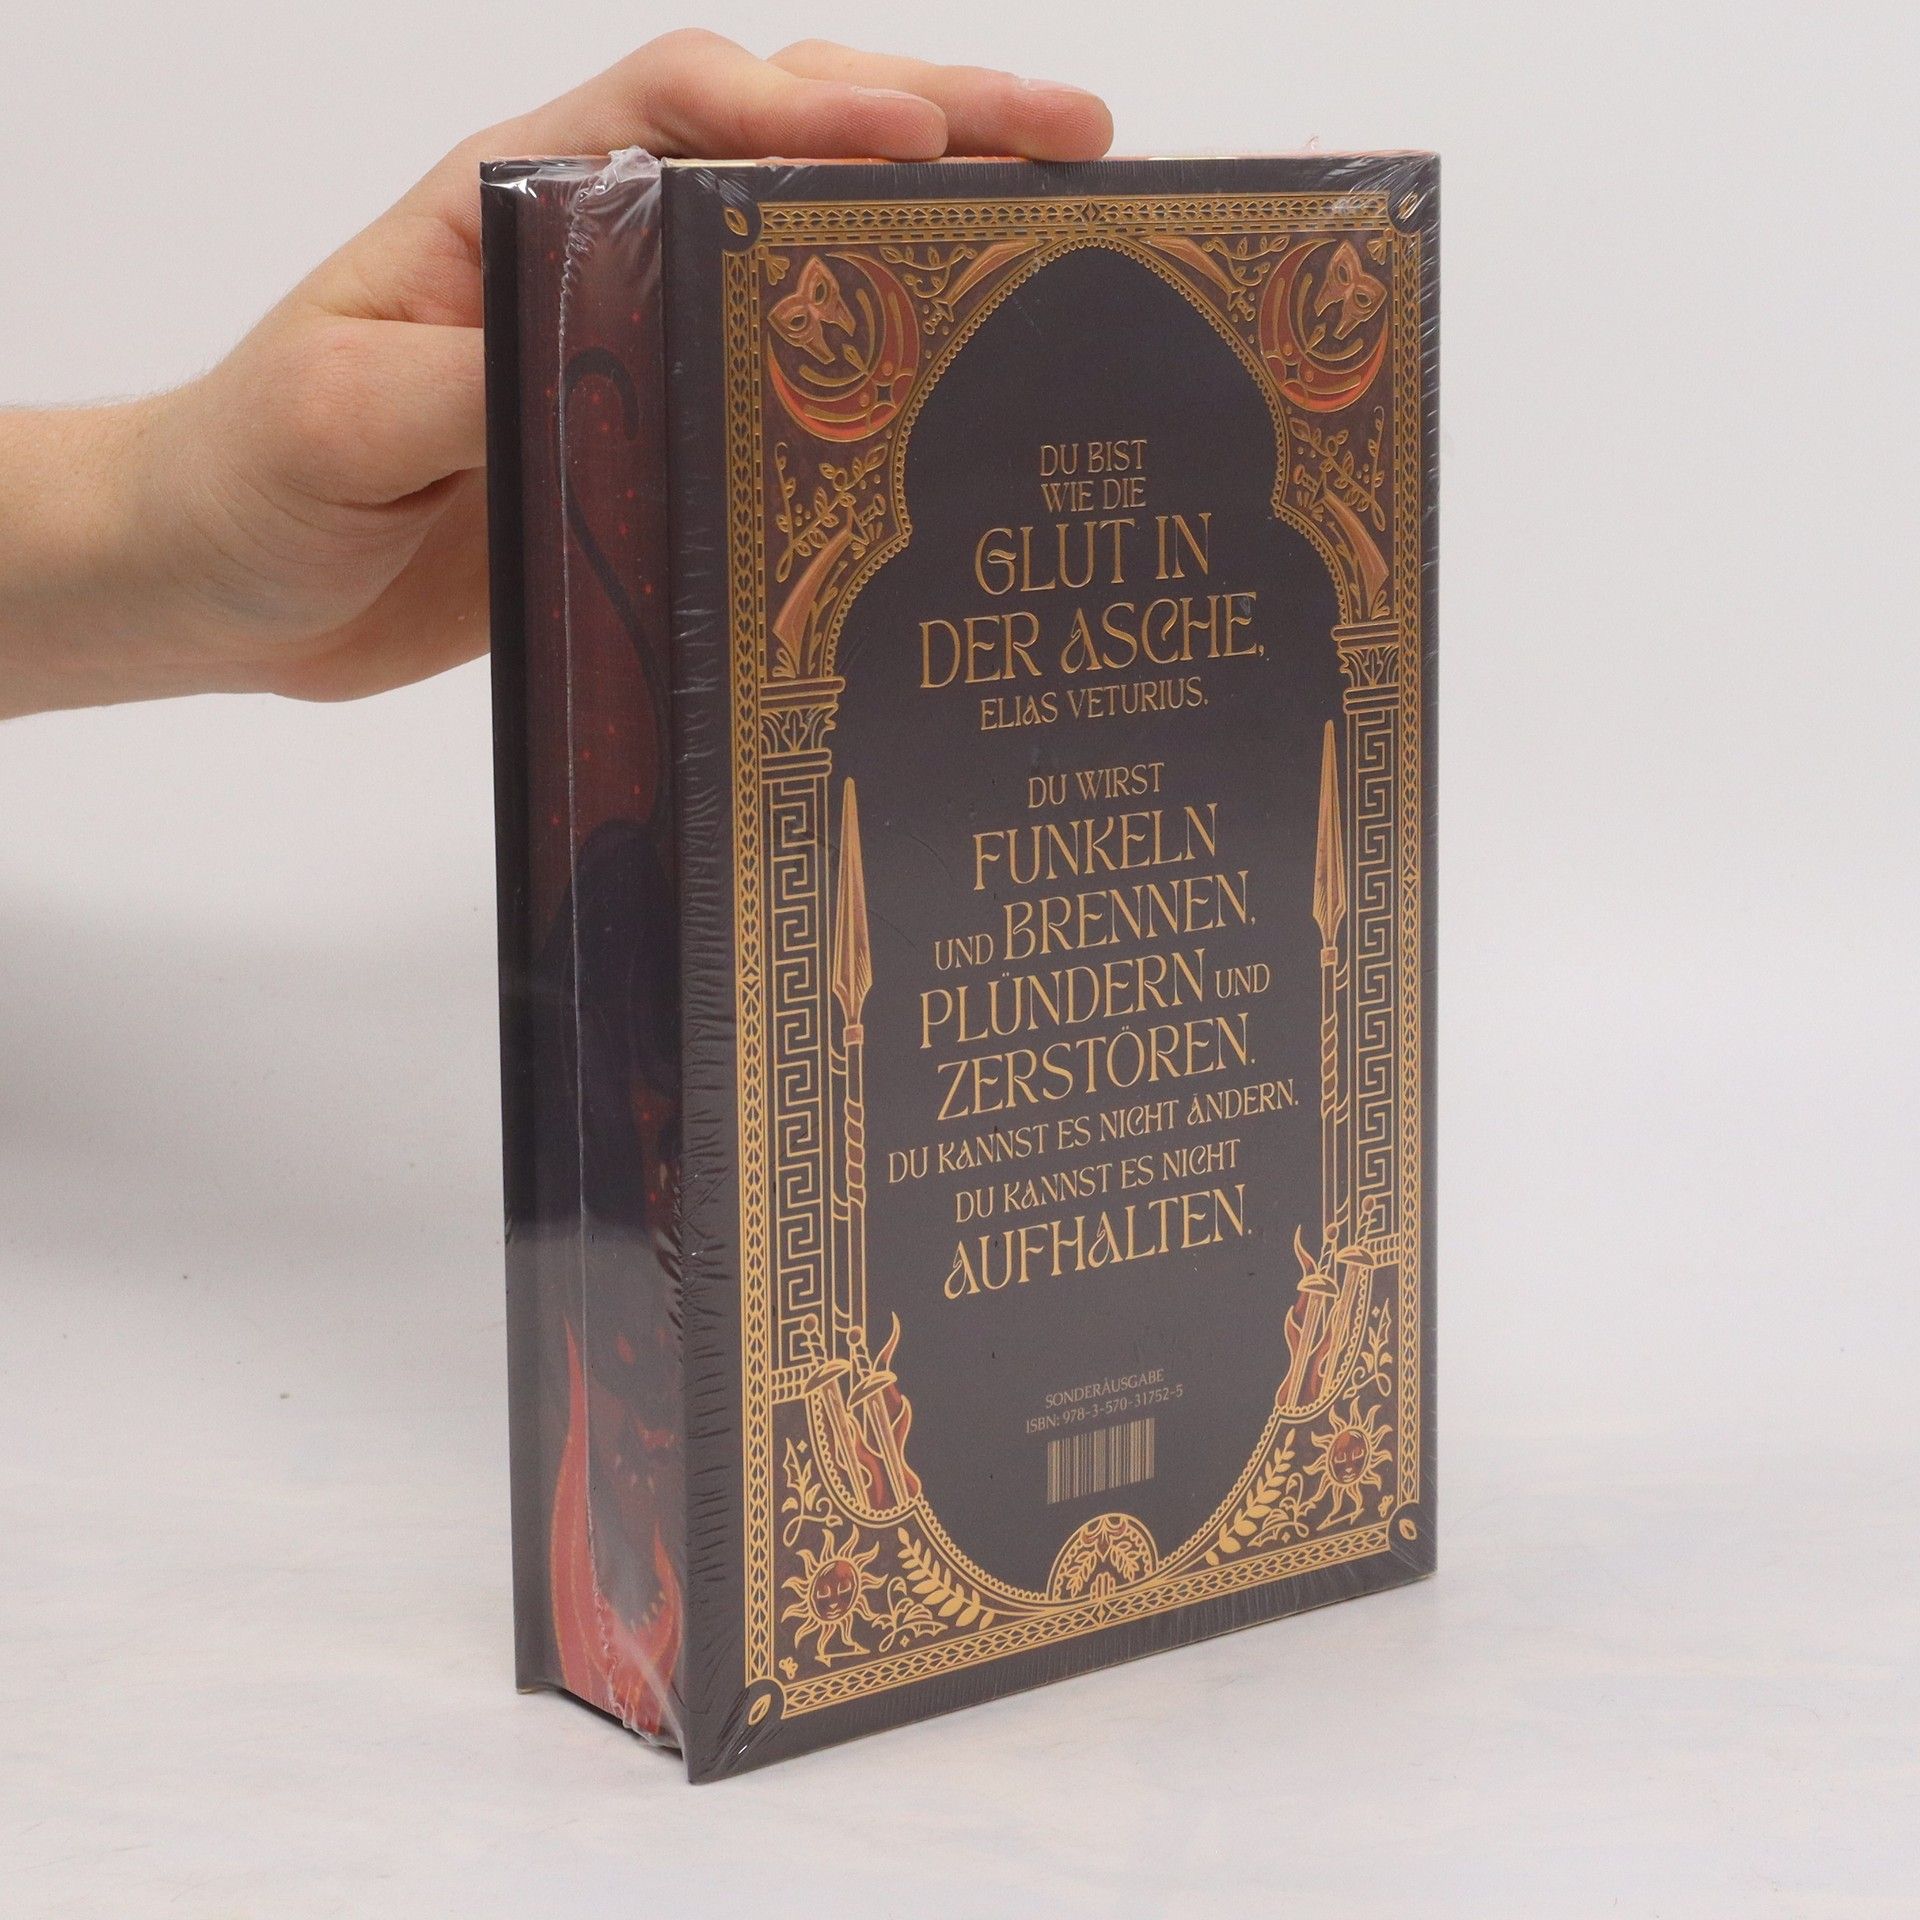 DU BIST
WIE DIE
GLUT IN
DER ASCHE,
ELIAS VETURIUS.
DU WIRST
FUNKELN
UND BRENNEN,
PLÜNDERN UND
ZERSTÖREN.
DU KANNST ES NICHT ÄNDERN.
DU KANNST ES NICHT
AUFHALTEN.
SONDERAUSGABE
ISBN: 978-3-570-31752-5